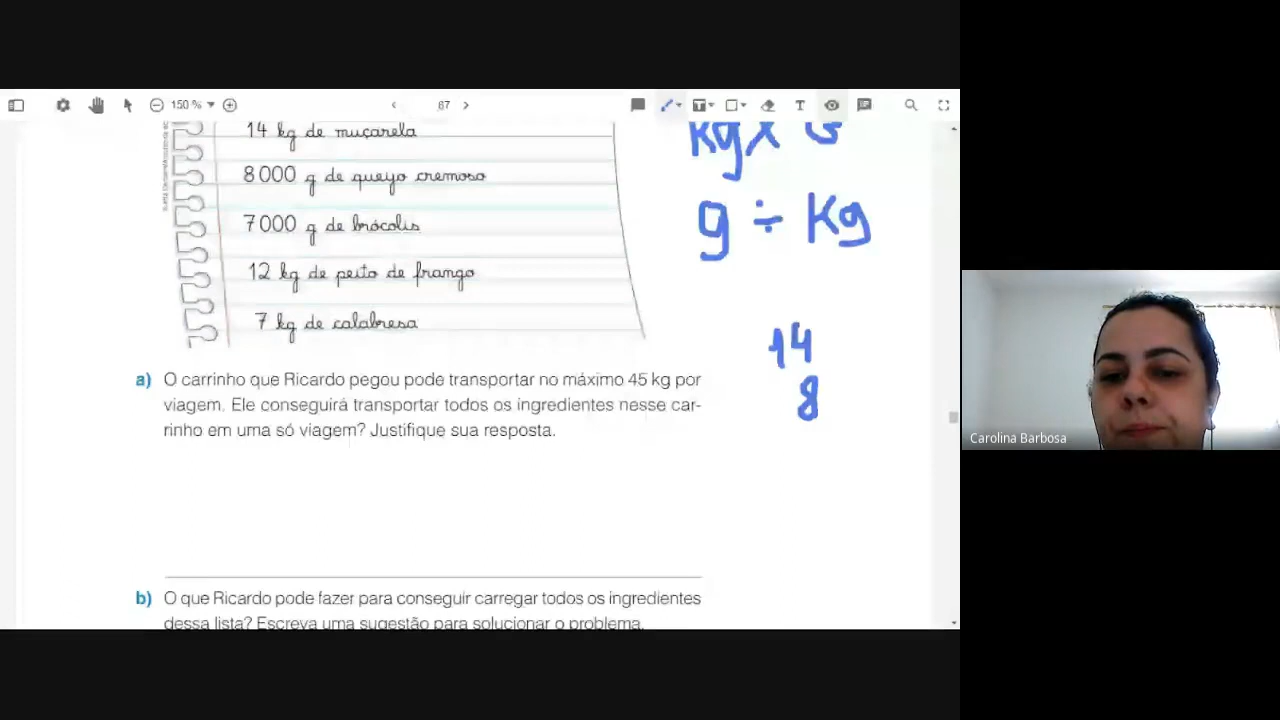 150 %
87
14 kg de muçarela
8 000 g de queijo cremoso
7 000 g de brócolis
12 kg de peito de frango
7 kg de calabresa
kg x G
g ÷ Kg
14
8
a) O carrinho que Ricardo pegou pode transportar no máximo 45 kg por
viagem. Ele conseguirá transportar todos os ingredientes nesse car-
rinho em uma só viagem? Justifique sua resposta.
b) O que Ricardo pode fazer para conseguir carregar todos os ingredientes
dessa lista? Escreva uma sugestão para solucionar o problema.
Carolina Barbosa